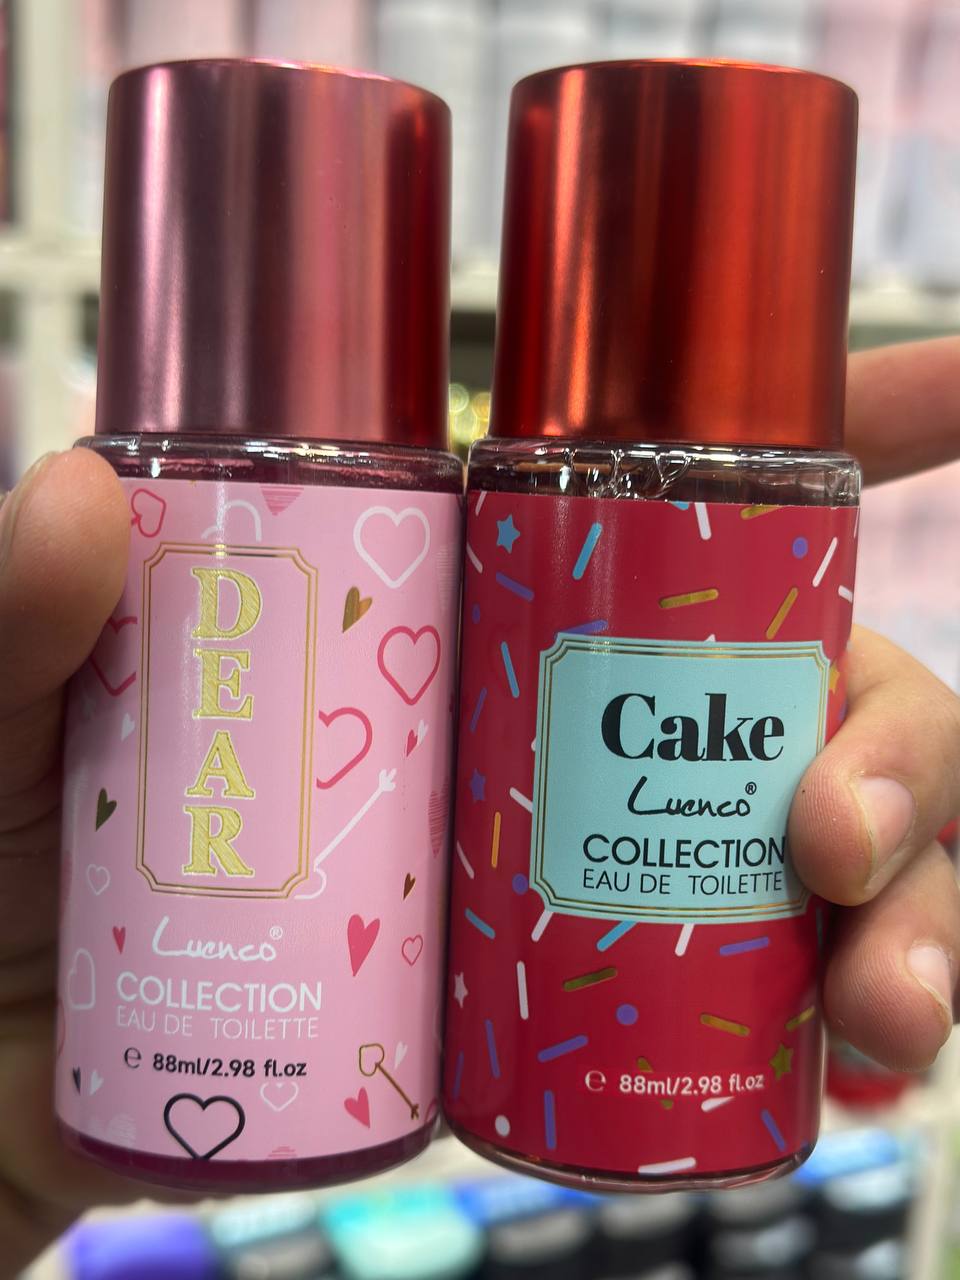 DEAR
Luenco®
COLLECTION
EAU DE TOILETTE
℮ 88ml/2.98 fl.oz
Cake
Luenco®
COLLECTION
EAU DE TOILETTE
℮ 88ml/2.98 fl.oz